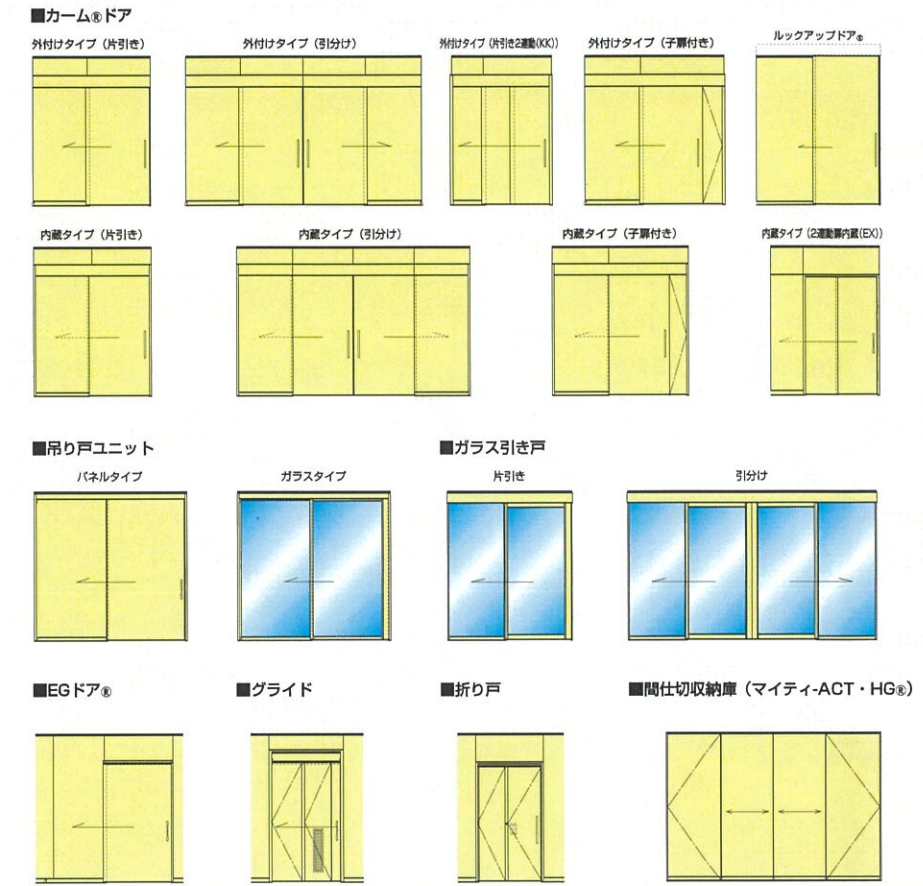 ■カーム®ドア
外付けタイプ（片引き）
外付けタイプ（引分け）
外付けタイプ（片引き2連動(KK)）
外付けタイプ（子扉付き）
ルックアップドア®
内蔵タイプ（片引き）
内蔵タイプ（引分け）
内蔵タイプ（子扉付き）
内蔵タイプ（2連動扉内蔵(EX)）
■吊り戸ユニット
■ガラス引き戸
パネルタイプ
ガラスタイプ
片引き
引分け
■EGドア®
■グライド
■折り戸
■間仕切収納庫（マイティ-ACT・HG®）